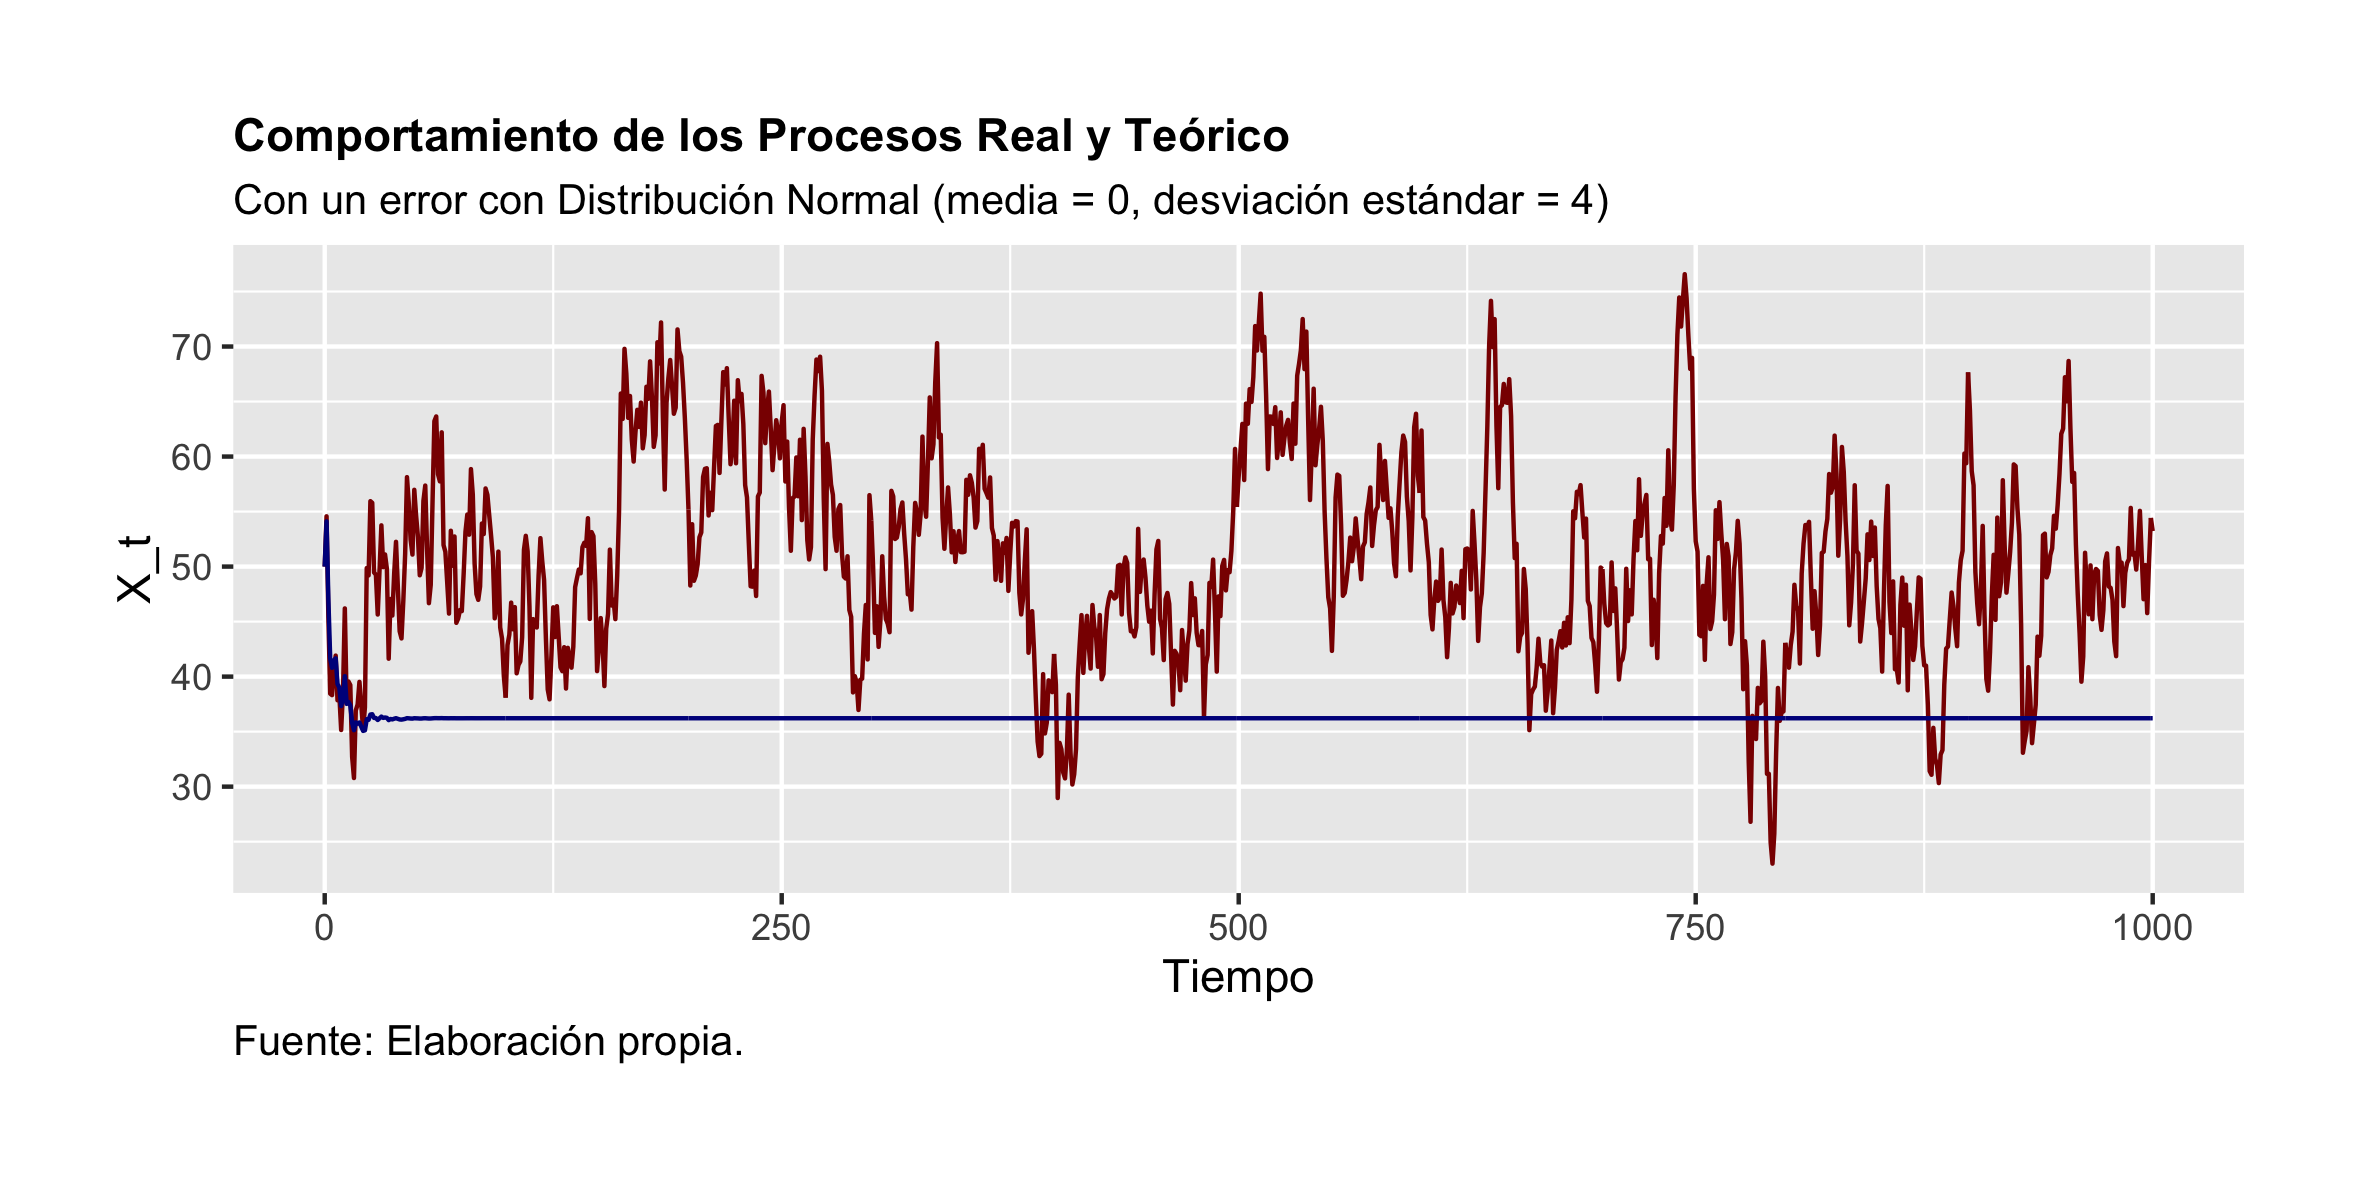 Comportamiento de los Procesos Real y Teórico
Con un error con Distribución Normal (media = 0, desviación estándar = 4)
X_t
70
60
50
40
30
0 250 500 750 1000
Tiempo
Fuente: Elaboración propia.